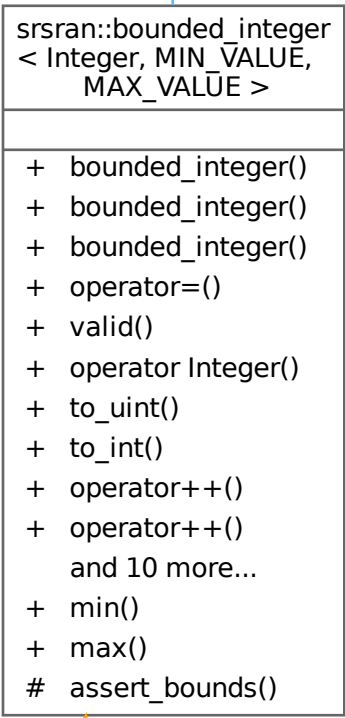 srsran::bounded_integer
< Integer, MIN_VALUE,
MAX_VALUE >
+ bounded_integer()
+ bounded_integer()
+ bounded_integer()
+ operator=()
+ valid()
+ operator Integer()
+ to_uint()
+ to_int()
+ operator++()
+ operator++()
and 10 more...
+ min()
+ max()
# assert_bounds()